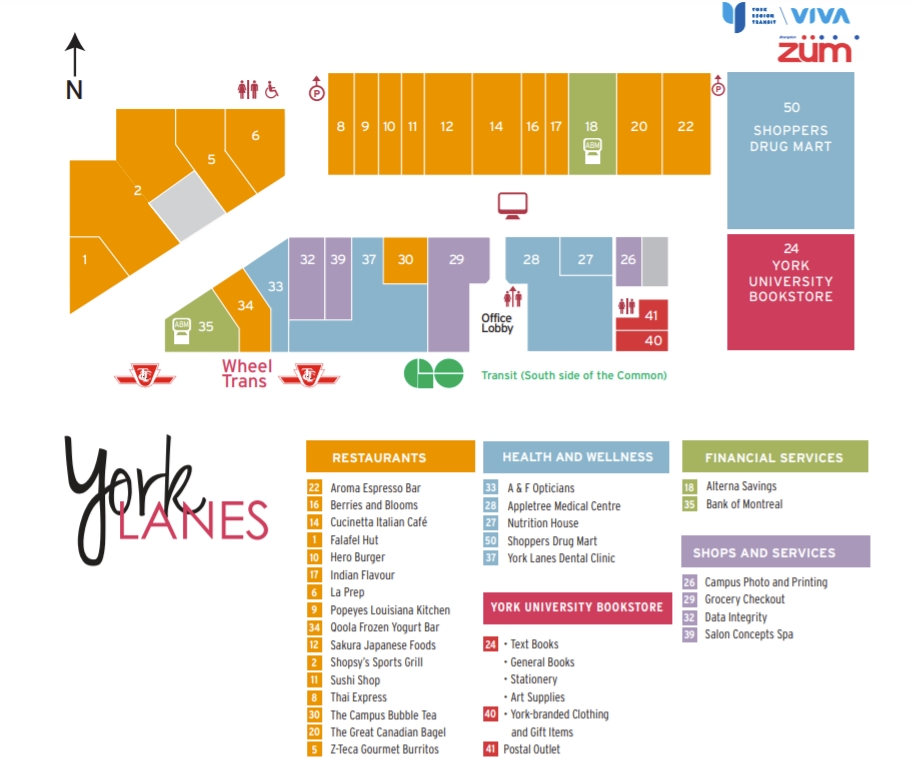 YORK
REGION
TRANSIT
VIVA
züm
N
P
P
8
9
10
11
12
14
16
17
18
ABM
20
22
50
SHOPPERS
DRUG MART
6
5
2
1
24
YORK
UNIVERSITY
BOOKSTORE
32
39
37
30
29
28
27
26
33
34
35
ABM
41
40
Office
Lobby
Wheel
Trans
Transit (South side of the Common)
york
LANES
RESTAURANTS
22 Aroma Espresso Bar
16 Berries and Blooms
14 Cucinetta Italian Café
1 Falafel Hut
10 Hero Burger
17 Indian Flavour
6 La Prep
9 Popeyes Louisiana Kitchen
34 Qoola Frozen Yogurt Bar
12 Sakura Japanese Foods
2 Shopsy's Sports Grill
11 Sushi Shop
8 Thai Express
30 The Campus Bubble Tea
20 The Great Canadian Bagel
5 Z-Teca Gourmet Burritos
HEALTH AND WELLNESS
33 A & F Opticians
28 Appletree Medical Centre
27 Nutrition House
50 Shoppers Drug Mart
37 York Lanes Dental Clinic
YORK UNIVERSITY BOOKSTORE
24 • Text Books
• General Books
• Stationery
• Art Supplies
40 • York-branded Clothing
and Gift Items
41 Postal Outlet
FINANCIAL SERVICES
18 Alterna Savings
35 Bank of Montreal
SHOPS AND SERVICES
26 Campus Photo and Printing
29 Grocery Checkout
32 Data Integrity
39 Salon Concepts Spa